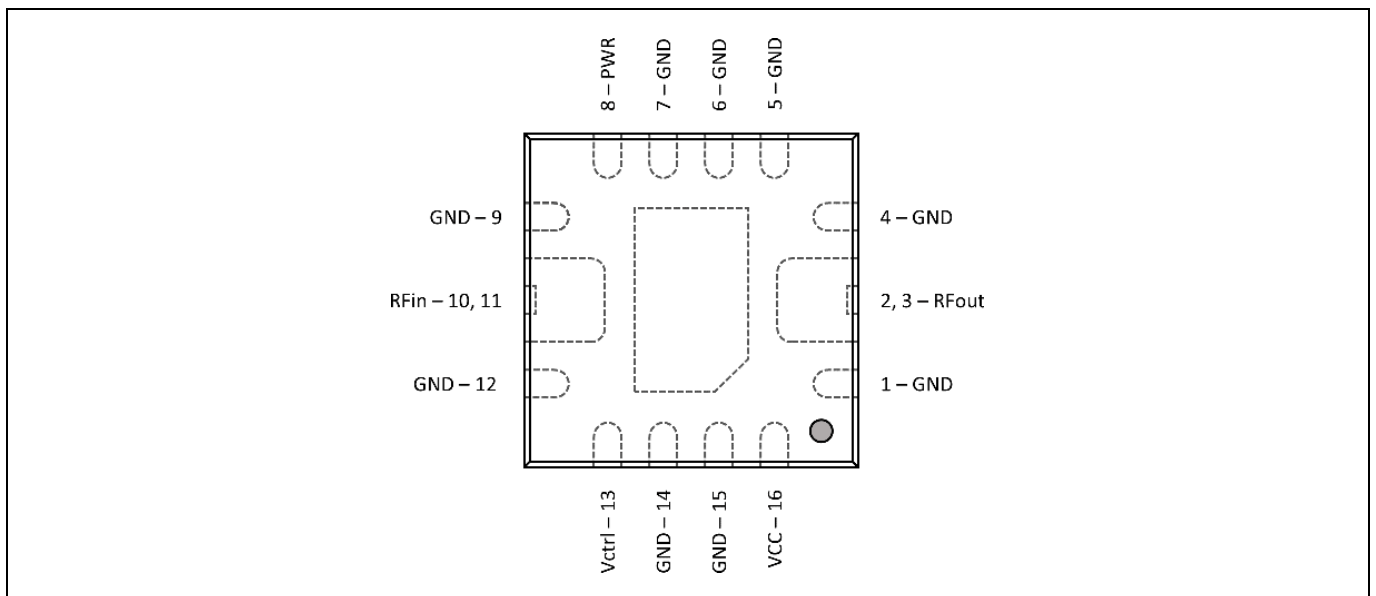 8 – PWR
7 – GND
6 – GND
5 – GND
GND – 9
4 – GND
RFin – 10, 11
2, 3 – RFout
GND – 12
1 – GND
Vctrl – 13
GND – 14
GND – 15
VCC – 16